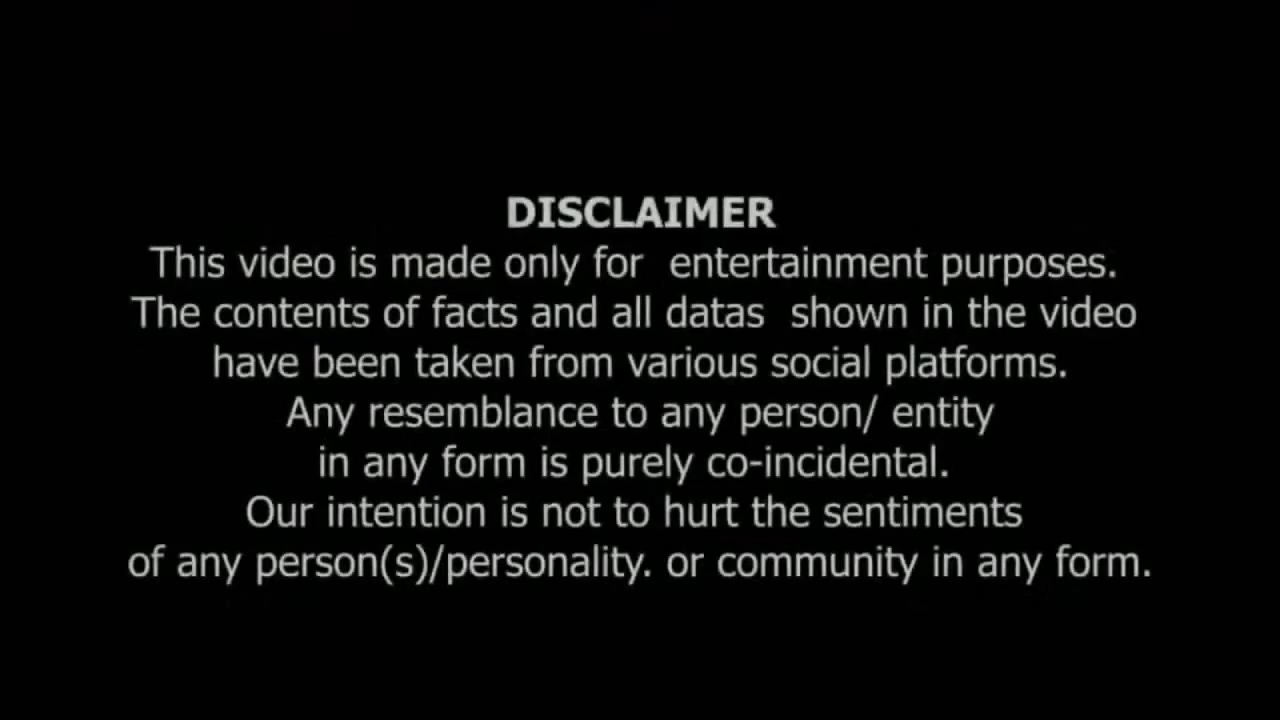 DISCLAIMER
This video is made only for  entertainment purposes.
The contents of facts and all datas  shown in the video
have been taken from various social platforms.
Any resemblance to any person/ entity
in any form is purely co-incidental.
Our intention is not to hurt the sentiments
of any person(s)/personality. or community in any form.